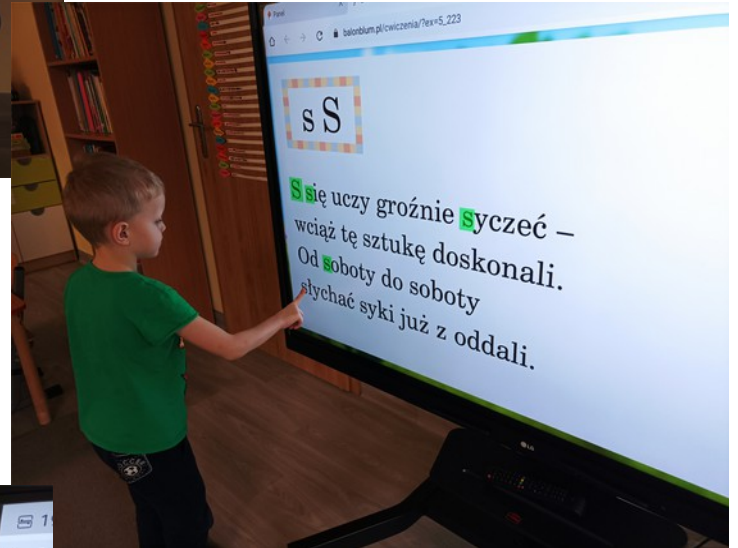 balonblum.pl/cwiczenia/?ex=5_223
s S
S się uczy groźnie syczeć –
wciąż tę sztukę doskonali.
Od soboty do soboty
słychać syki już z oddali.
LG